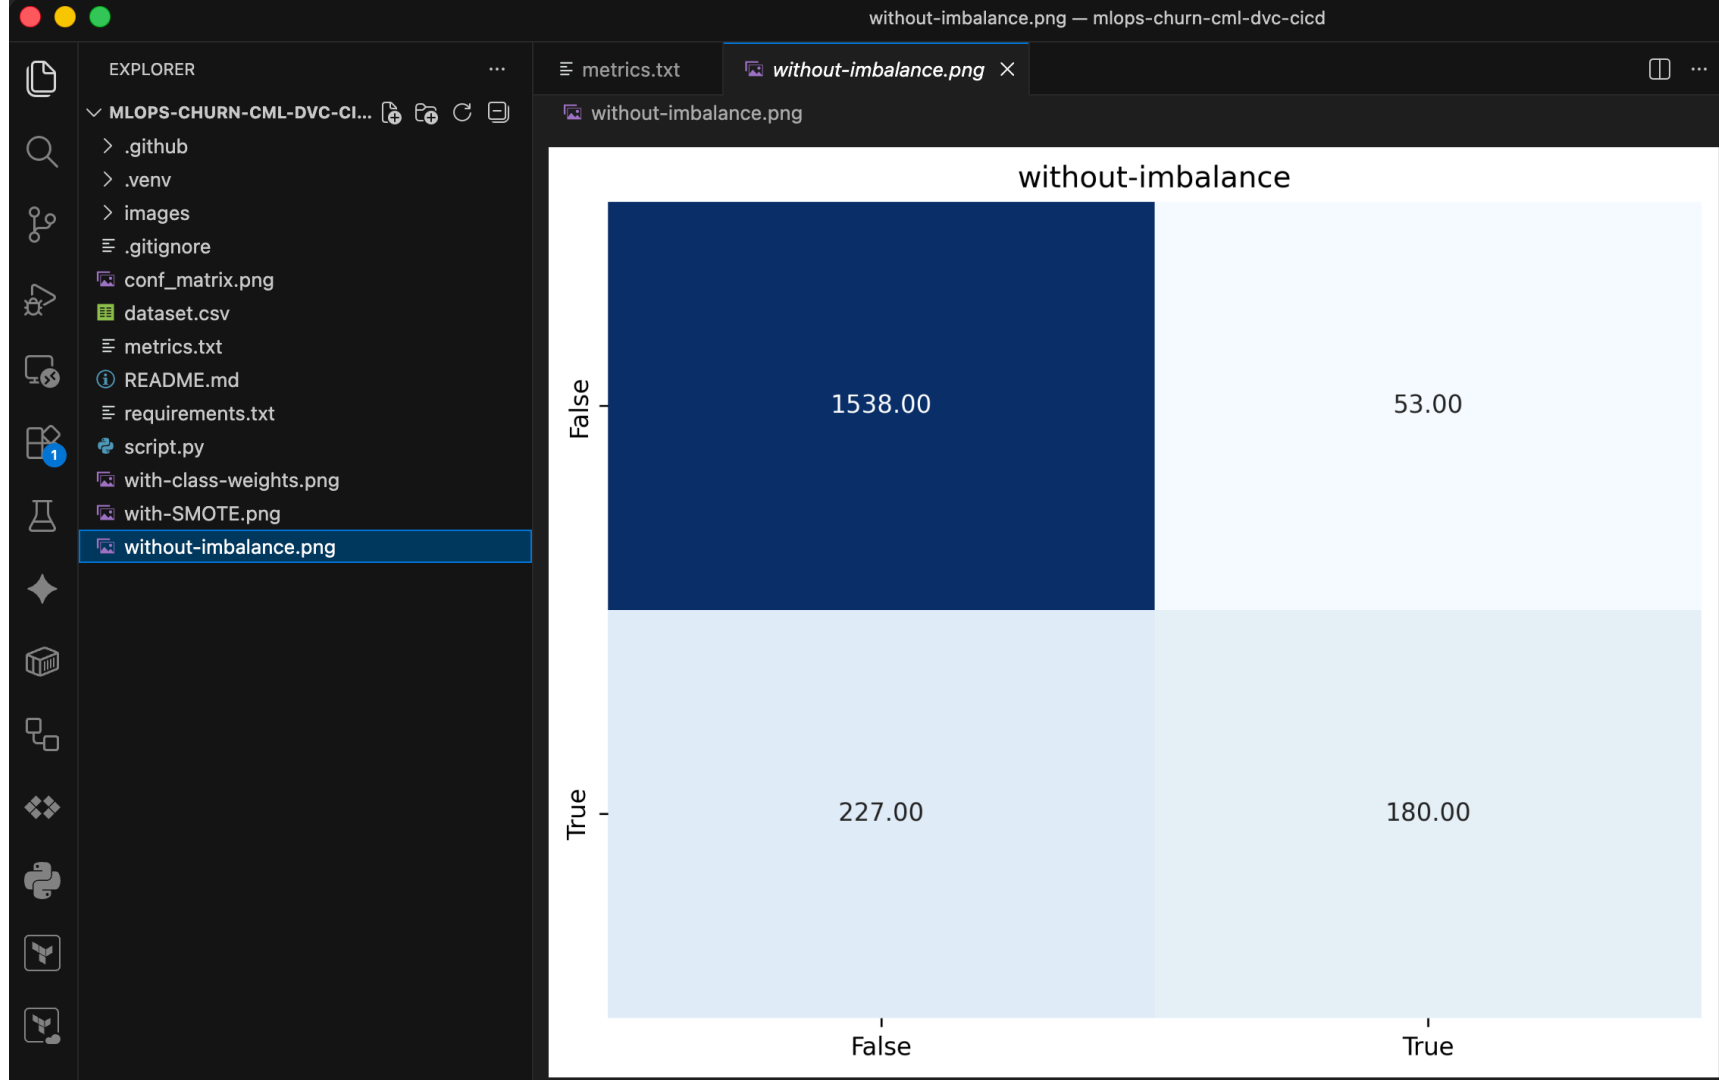 without-imbalance.png — mlops-churn-cml-dvc-cicd
EXPLORER
MLOPS-CHURN-CML-DVC-CI...
.github
.venv
images
.gitignore
conf_matrix.png
dataset.csv
metrics.txt
README.md
requirements.txt
script.py
with-class-weights.png
with-SMOTE.png
without-imbalance.png
1
metrics.txt
without-imbalance.png
without-imbalance.png
without-imbalance
False
1538.00
53.00
True
227.00
180.00
False
True